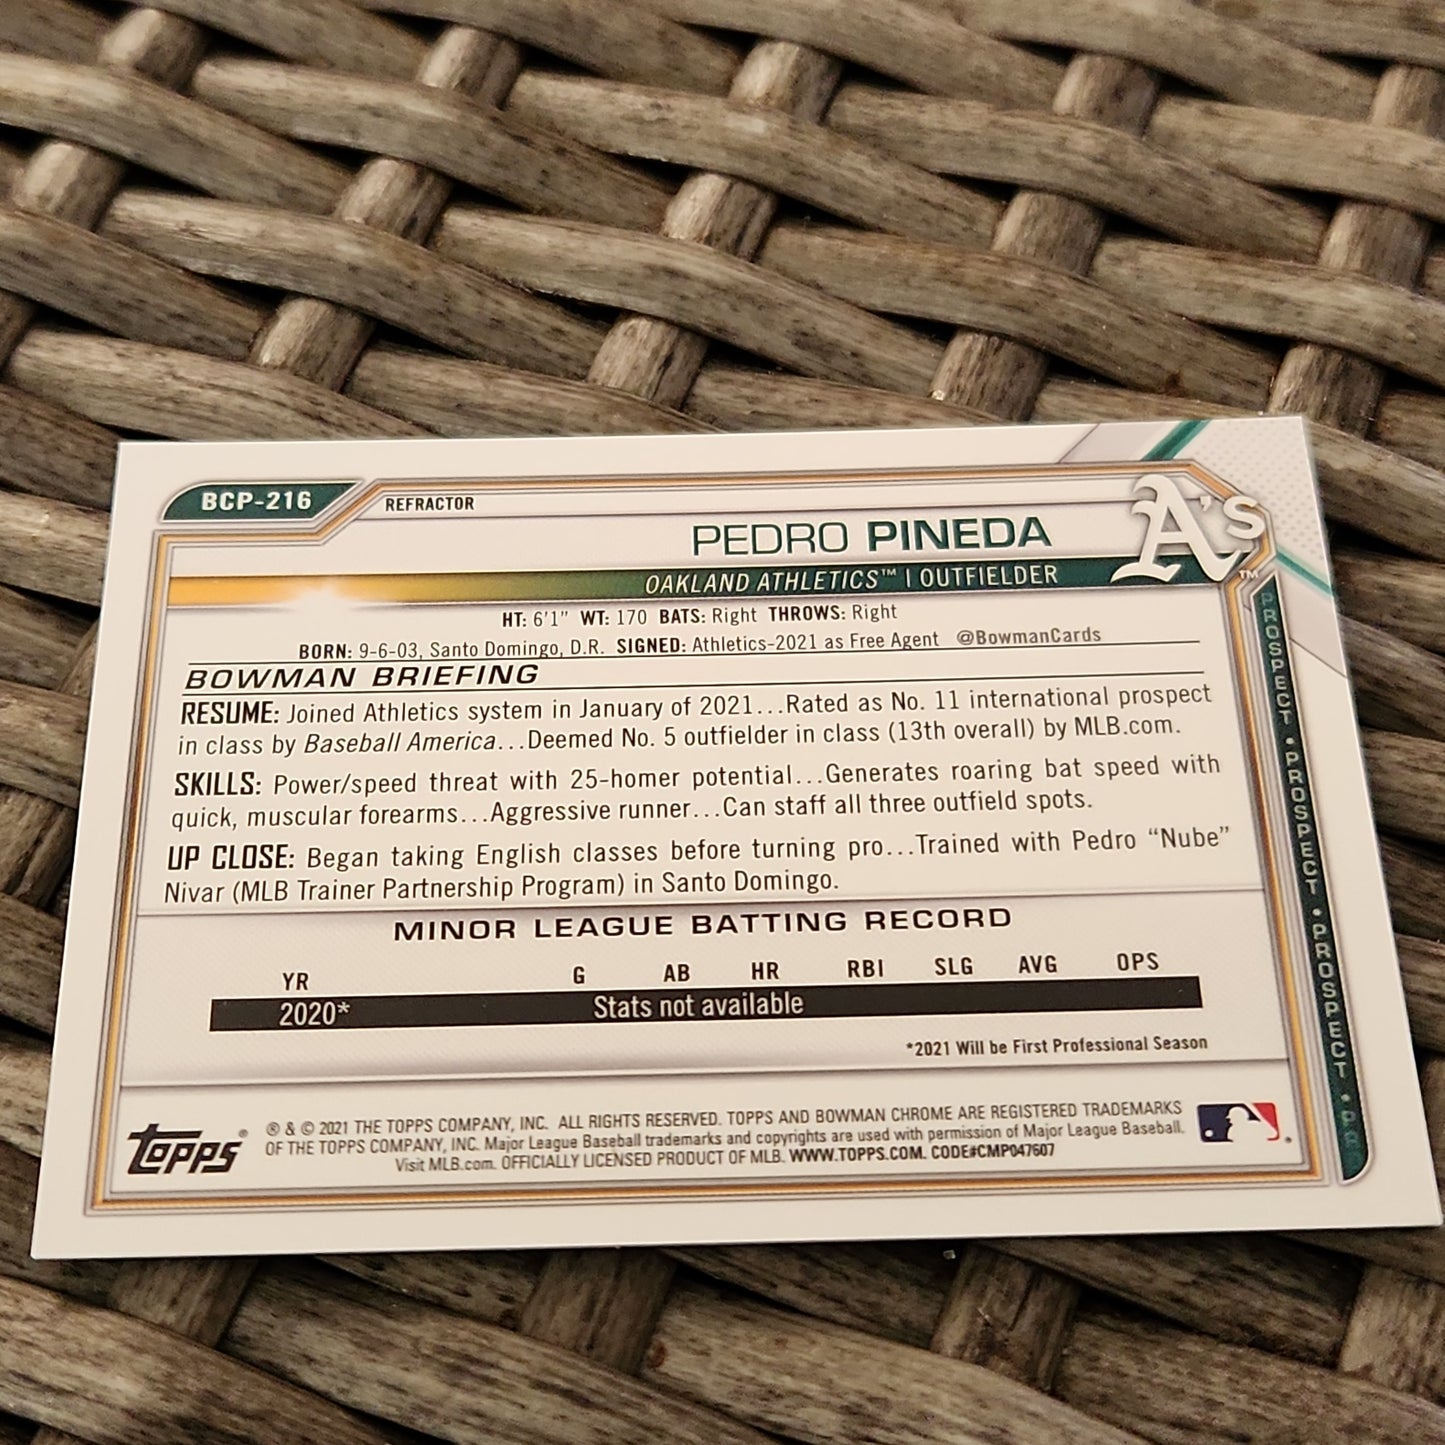 BCP-216 REFRACTOR
PEDRO PINEDA
A's™
OAKLAND ATHLETICS™ | OUTFIELDER
HT: 6'1" WT: 170 BATS: Right THROWS: Right
BORN: 9-6-03, Santo Domingo, D.R. SIGNED: Athletics-2021 as Free Agent @BowmanCards
BOWMAN BRIEFING
RESUME: Joined Athletics system in January of 2021...Rated as No. 11 international prospect
in class by Baseball America...Deemed No. 5 outfielder in class (13th overall) by MLB.com.
SKILLS: Power/speed threat with 25-homer potential...Generates roaring bat speed with
quick, muscular forearms...Aggressive runner...Can staff all three outfield spots.
UP CLOSE: Began taking English classes before turning pro...Trained with Pedro “Nube”
Nivar (MLB Trainer Partnership Program) in Santo Domingo.
MINOR LEAGUE BATTING RECORD
YR G AB HR RBI SLG AVG OPS
2020* Stats not available
*2021 Will be First Professional Season
TOPPS®
® & © 2021 THE TOPPS COMPANY, INC. ALL RIGHTS RESERVED. TOPPS AND BOWMAN CHROME ARE REGISTERED TRADEMARKS
OF THE TOPPS COMPANY, INC. Major League Baseball trademarks and copyrights are used with permission of Major League Baseball.
Visit MLB.com. OFFICIALLY LICENSED PRODUCT OF MLB. WWW.TOPPS.COM. CODE#CMP047607
PROSPECT • PROSPECT • PROSPECT • PR